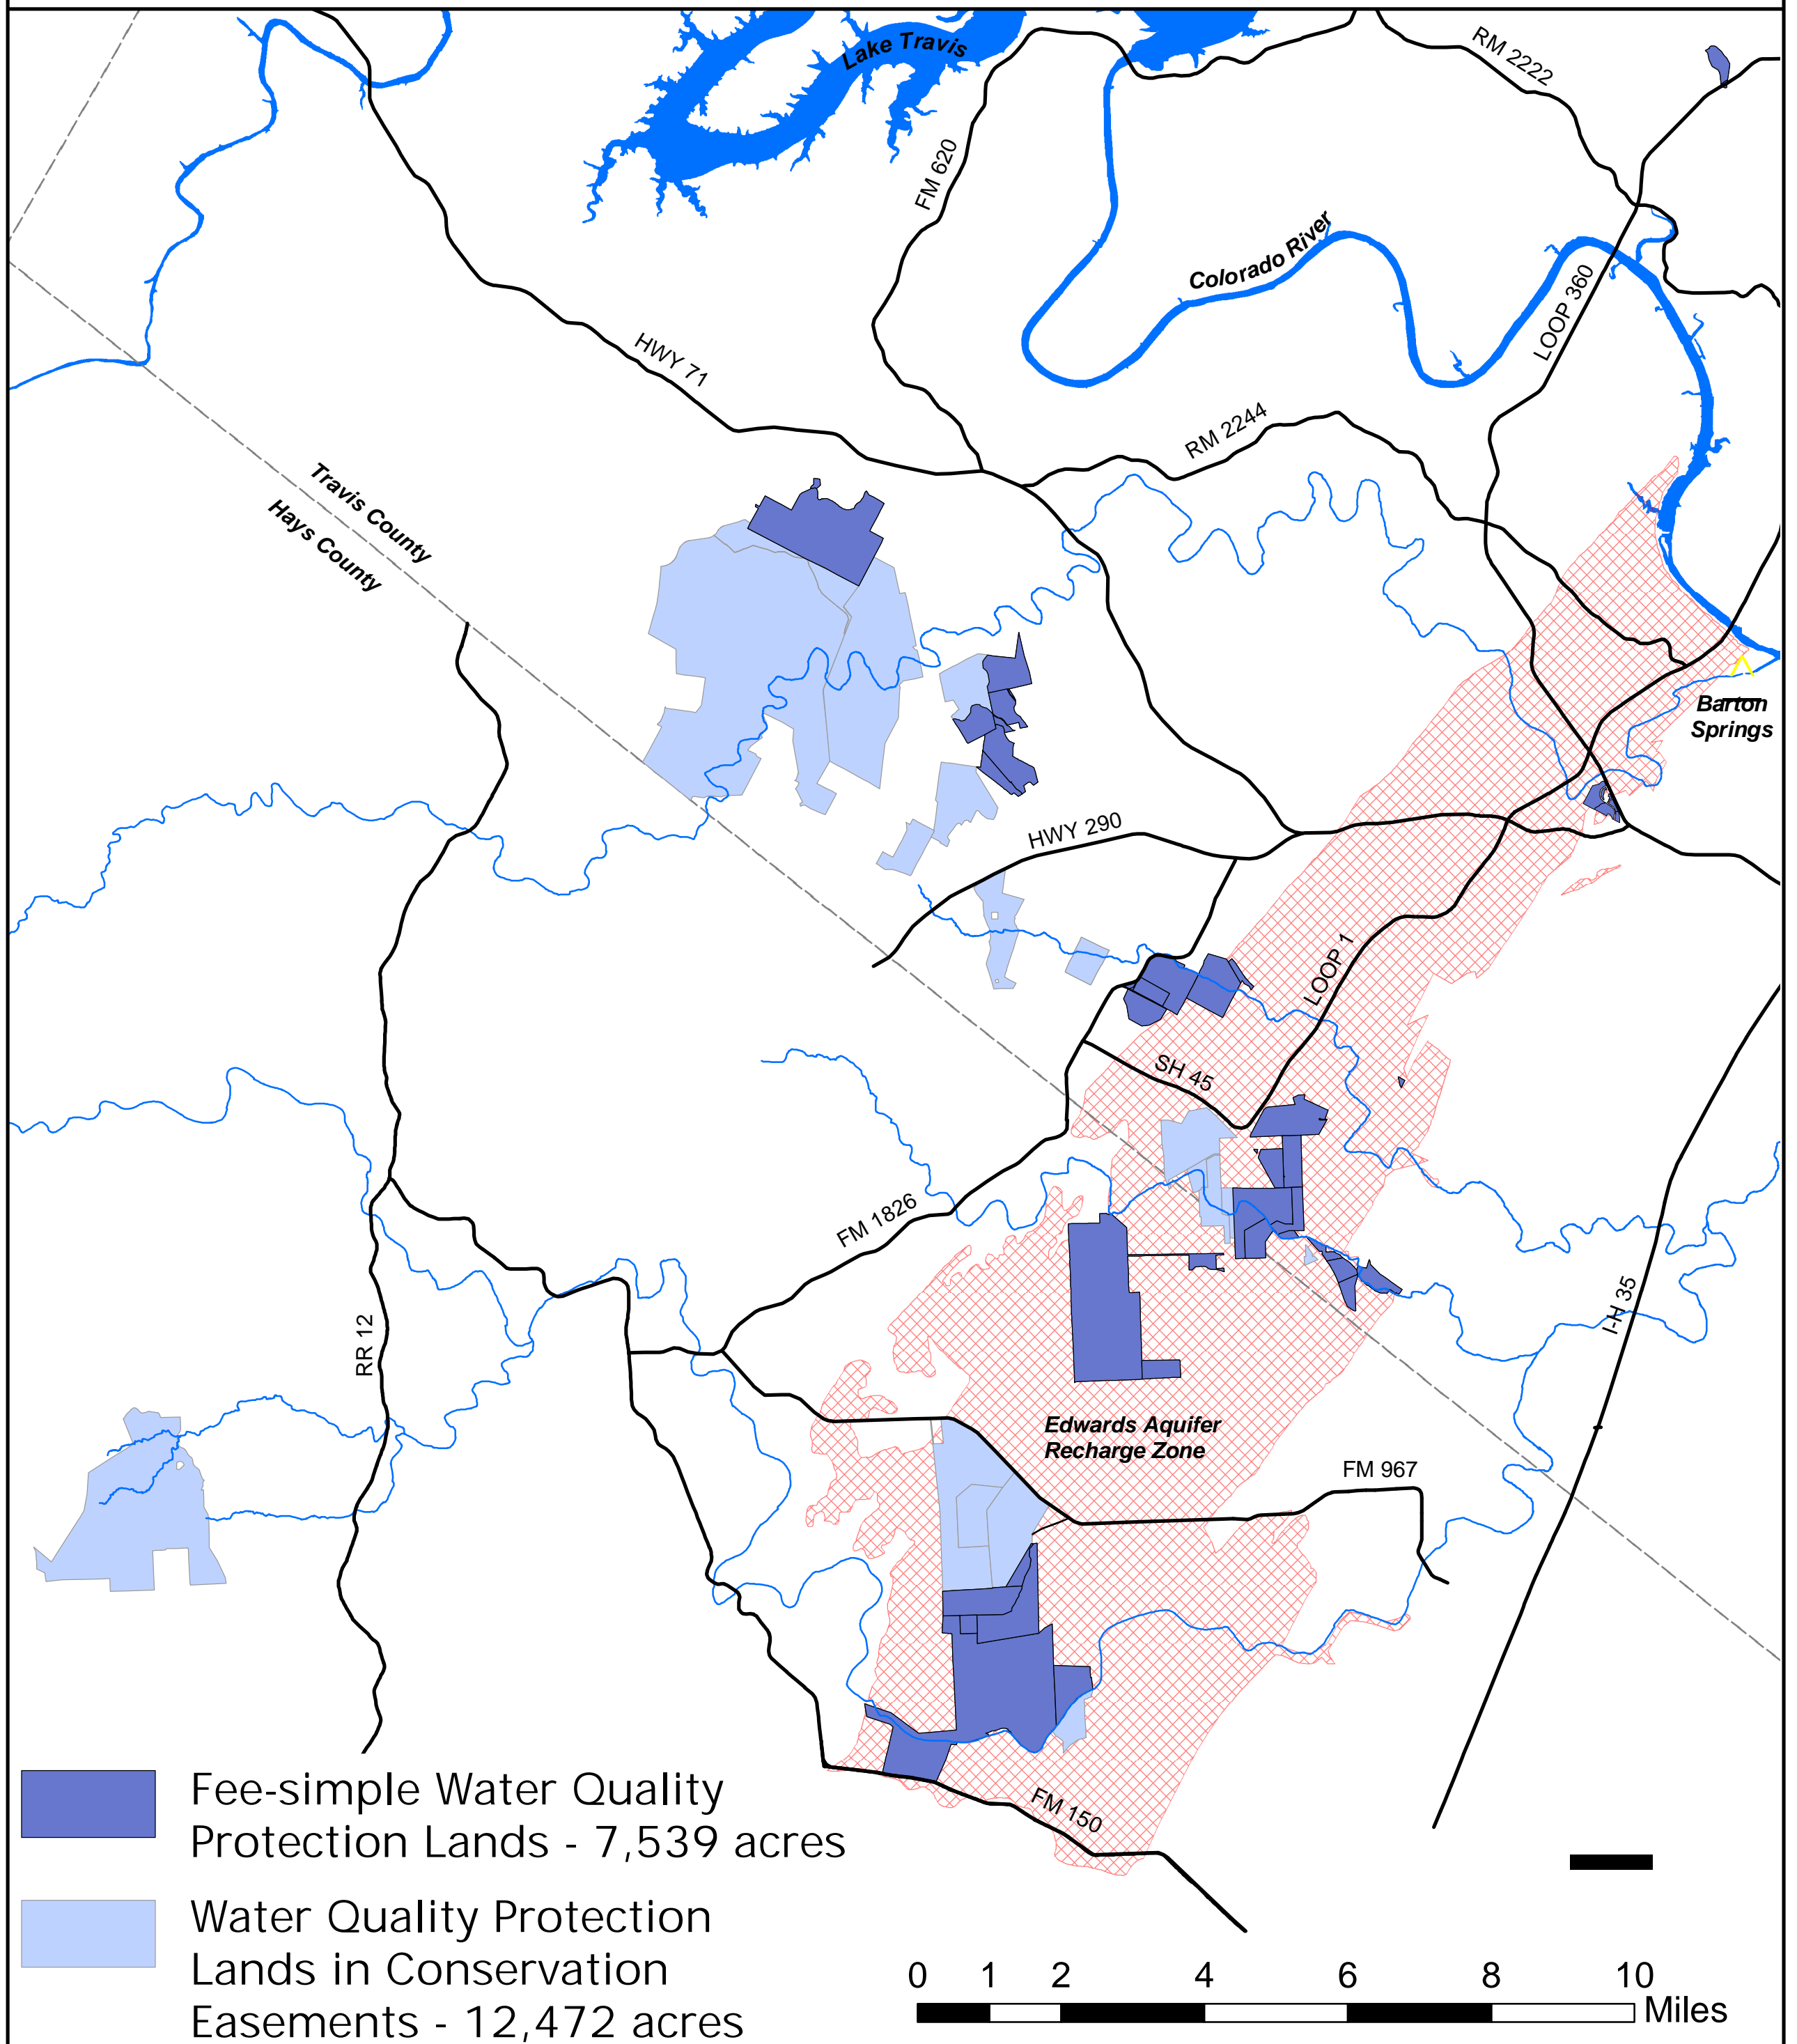 Lake Travis
RM 2222
FM 620
Colorado River
LOOP 360
HWY 71
RM 2244
Travis County
Hays County
Barton
Springs
HWY 290
LOOP 1
SH 45
FM 1826
I-H 35
RR 12
Edwards Aquifer
Recharge Zone
FM 967
FM 150
Fee-simple Water Quality
Protection Lands - 7,539 acres
Water Quality Protection
Lands in Conservation
Easements - 12,472 acres
0 1 2 4 6 8 10
Miles